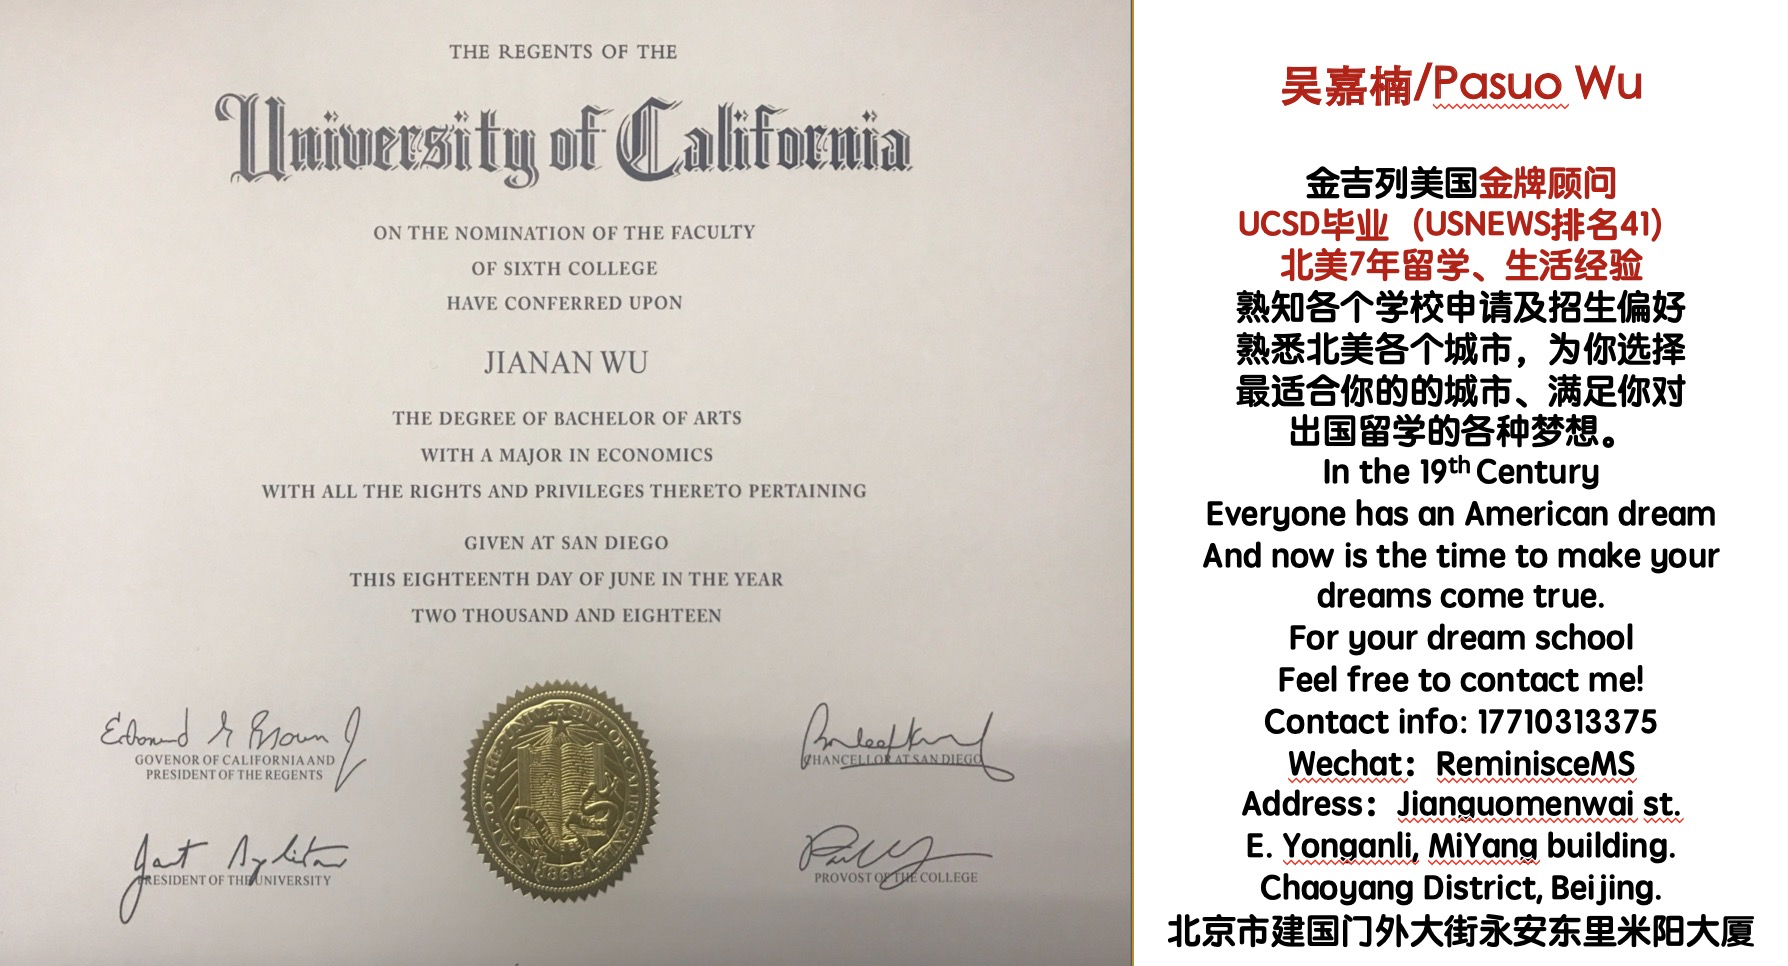 THE REGENTS OF THE
University of California
ON THE NOMINATION OF THE FACULTY
OF SIXTH COLLEGE
HAVE CONFERRED UPON
JIANAN WU
THE DEGREE OF BACHELOR OF ARTS
WITH A MAJOR IN ECONOMICS
WITH ALL THE RIGHTS AND PRIVILEGES THERETO PERTAINING
GIVEN AT SAN DIEGO
THIS EIGHTEENTH DAY OF JUNE IN THE YEAR
TWO THOUSAND AND EIGHTEEN
GOVENOR OF CALIFORNIA AND
PRESIDENT OF THE REGENTS
CHANCELLOR AT SAN DIEGO
PRESIDENT OF THE UNIVERSITY
PROVOST OF THE COLLEGE
SEAL OF THE UNIVERSITY OF CALIFORNIA
1868
吴嘉楠/Pasuo Wu
金吉列美国金牌顾问
UCSD毕业（USNEWS排名41）
北美7年留学、生活经验
熟知各个学校申请及招生偏好
熟悉北美各个城市，为你选择
最适合你的的城市、满足你对
出国留学的各种梦想。
In the 19th Century
Everyone has an American dream
And now is the time to make your
dreams come true.
For your dream school
Feel free to contact me!
Contact info: 17710313375
Wechat：ReminisceMS
Address：Jianguomenwai st.
E. Yonganli, MiYang building.
Chaoyang District, Beijing.
北京市建国门外大街永安东里米阳大厦